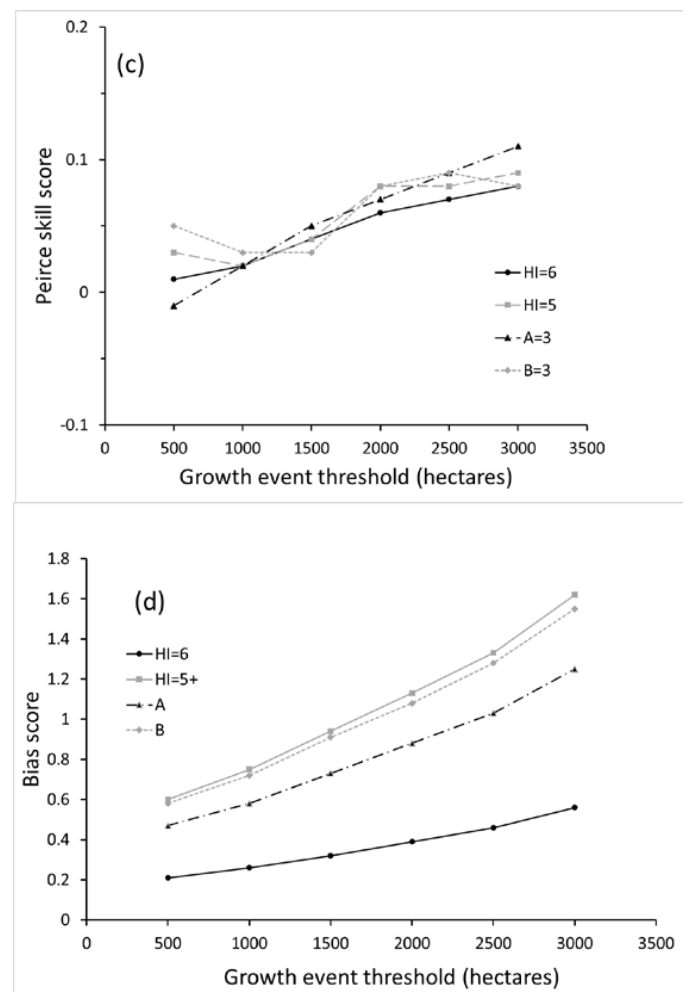 0.2
(c)
0.1
0
-0.1
Peirce skill score
HI=6
HI=5
A=3
B=3
0 500 1000 1500 2000 2500 3000 3500
Growth event threshold (hectares)
1.8
1.6
1.4
1.2
1
0.8
0.6
0.4
0.2
0
(d)
HI=6
HI=5+
A
B
Bias score
0 500 1000 1500 2000 2500 3000 3500
Growth event threshold (hectares)